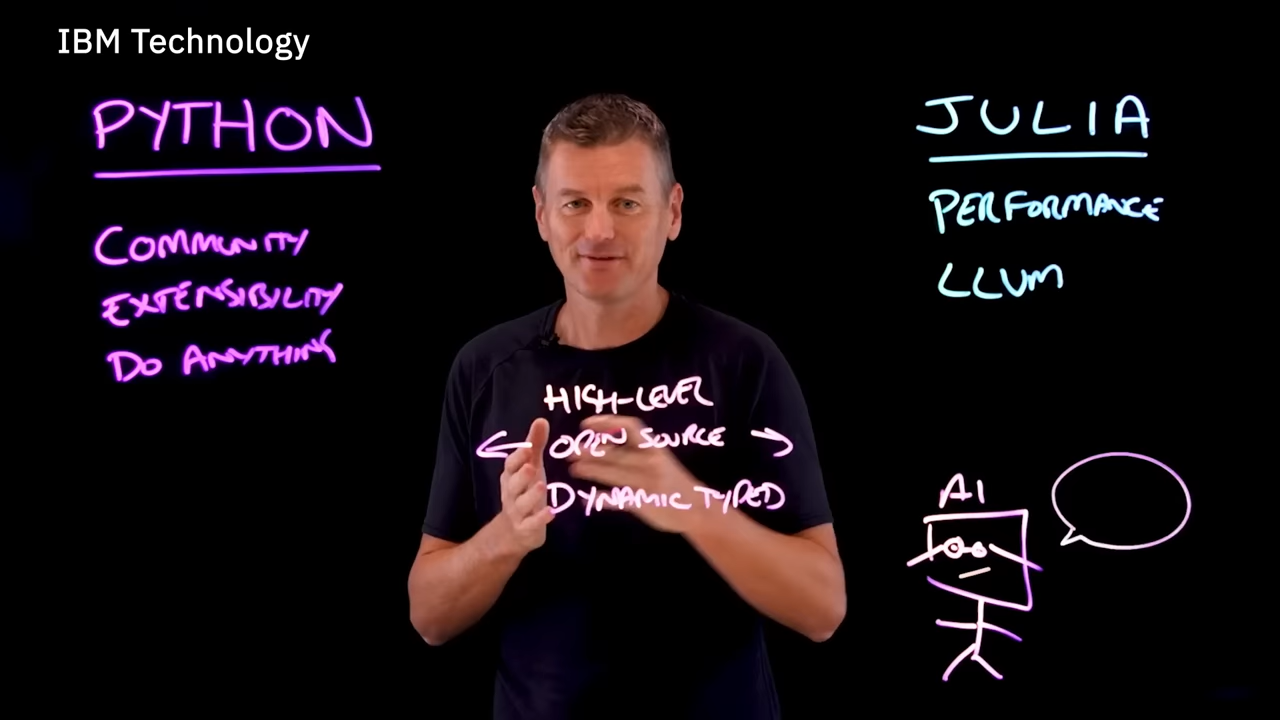 IBM Technology
PYTHON
COMMUNITY
EXTENSIBILITY
DO ANYTHING
HIGH-LEVEL
OPEN SOURCE
DYNAMIC TYPED
JULIA
PERFORMANCE
LLVM
AI